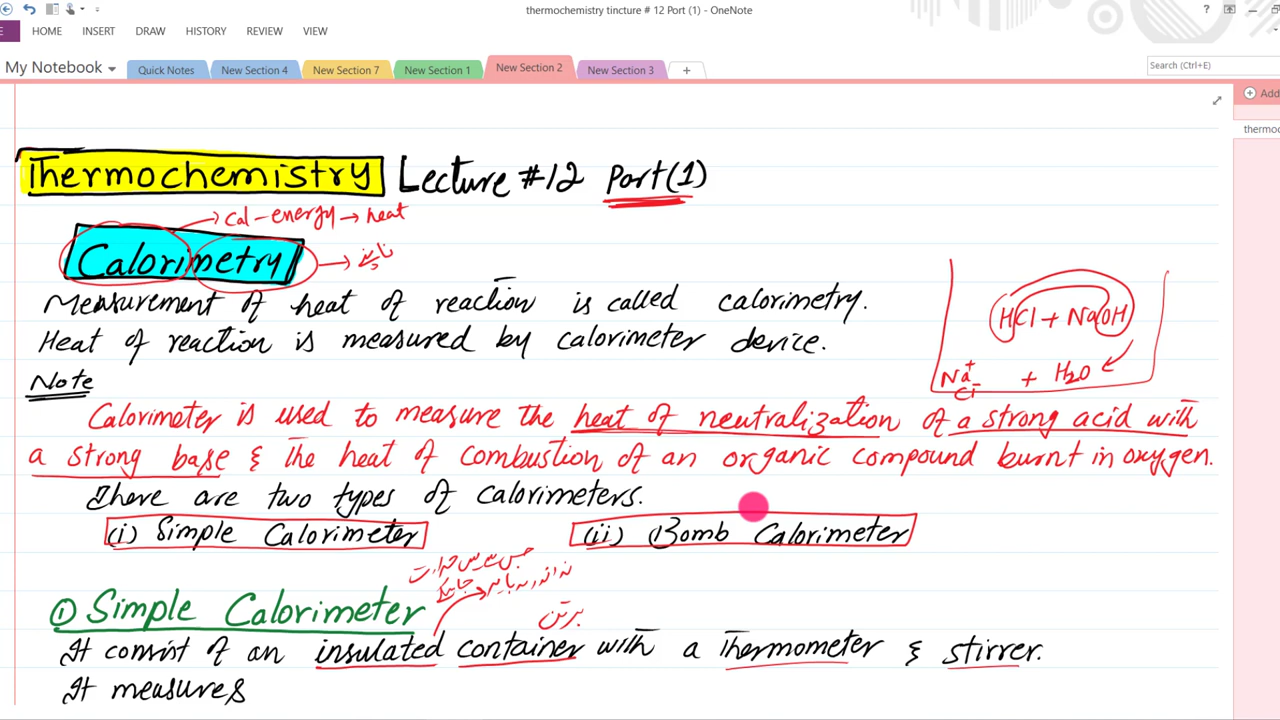 thermochemistry tincture # 12 Port (1) - OneNote
HOME INSERT DRAW HISTORY REVIEW VIEW
My Notebook Quick Notes New Section 4 New Section 7 New Section 1 New Section 2 New Section 3 +
Search (Ctrl+E)
Add
thermoc
Thermochemistry Lecture #12 Part(1)
Cal - energy → heat
Calorimetry
Measurement of heat of reaction is called calorimetry.
Heat of reaction is measured by calorimeter device.
HCl + NaOH
Na+ Cl- + H2O
Note
Calorimeter is used to measure the heat of neutralization of a strong acid with
a strong base & the heat of combustion of an organic compound burnt in oxygen.
There are two types of calorimeters.
(i) Simple Calorimeter (ii) Bomb Calorimeter
برتن
① Simple Calorimeter
It consist of an insulated container with a Thermometer & stirrer.
It measures